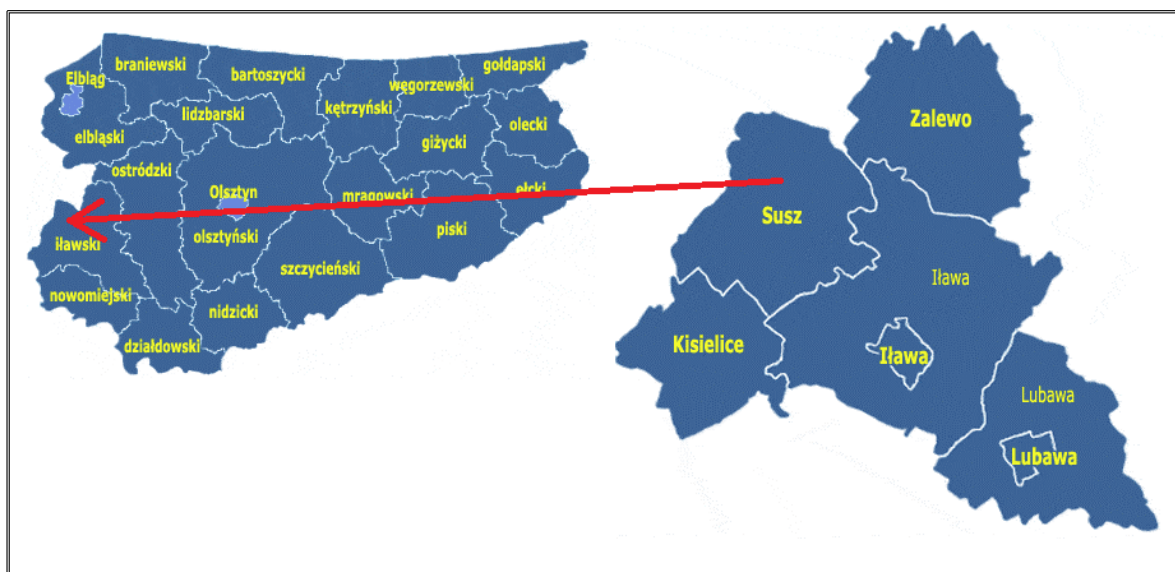 braniewski
bartoszycki
gołdapski
Elbląg
węgorzewski
kętrzyński
lidzbarski
olecki
elbląski
giżycki
ostródzki
Olsztyn
mrągowski
ełcki
iławski
olsztyński
piski
szczycieński
nowomiejski
nidzicki
działdowski
Zalewo
Susz
Iława
Kisielice
Iława
Lubawa
Lubawa